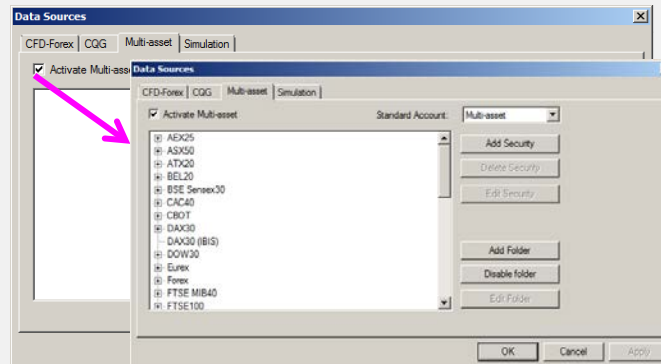 Data Sources
CFD-Forex CQG Multi-asset Simulation
Activate Multi-ass
Data Sources
CFD-Forex CQG Multi-asset Simulation
Activate Multi-asset Standard Account: Multi-asset
AEX25
ASX50
ATX20
BEL20
BSE Sensex30
CAC40
CBOT
DAX30
DAX30 (IBIS)
DOW30
Eurex
Forex
FTSE MIB40
FTSE100
Add Security
Delete Security
Edit Security
Add Folder
Disable folder
Edit Folder
OK Cancel Apply